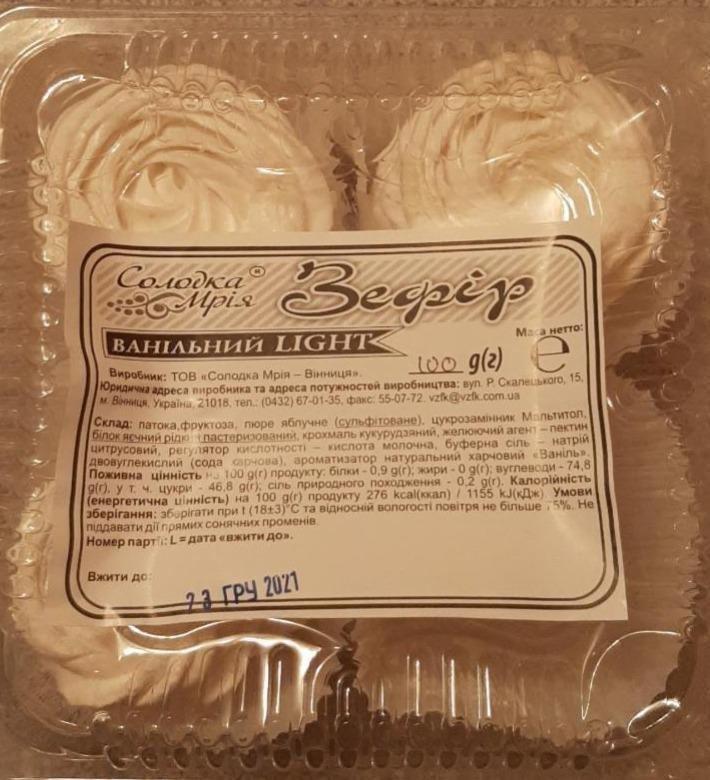 Солодка® Мрія
Зефір
ВАНІЛЬНИЙ LIGHT
Маса нетто:
100 g(г) e
Виробник: ТОВ «Солодка Мрія – Вінниця».
Юридична адреса виробника та адреса потужностей виробництва: вул. Р. Скалецького, 15,
м. Вінниця, Україна, 21018, тел.: (0432) 67-01-35, факс: 55-07-72. vzfk@vzfk.com.ua
Склад: патока,фруктоза, пюре яблучне (сульфітоване), цукрозамінник Мальтитол,
білок яєчний рідкий пастеризований, крохмаль кукурудзяний, желюючий агент – пектин
цитрусовий, регулятор кислотності – кислота молочна, буферна сіль – натрій
двовуглекислий (сода харчова), ароматизатор натуральний харчовий «Ваніль».
Поживна цінність на 100 g(г) продукту: білки - 0,9 g(г); жири - 0 g(г); вуглеводи - 74,8
g(г), у т. ч. цукри - 46,8 g(г); сіль природного походження - 0,2 g(г). Калорійність
(енергетична цінність) на 100 g(г) продукту 276 kcal(ккал) / 1155 kJ(кДж). Умови
зберігання: зберігати при t (18±3)°С та відносній вологості повітря не більше 75%. Не
піддавати дії прямих сонячних променів.
Номер партії: L = дата «вжити до».
Вжити до:
ГРУ 2021